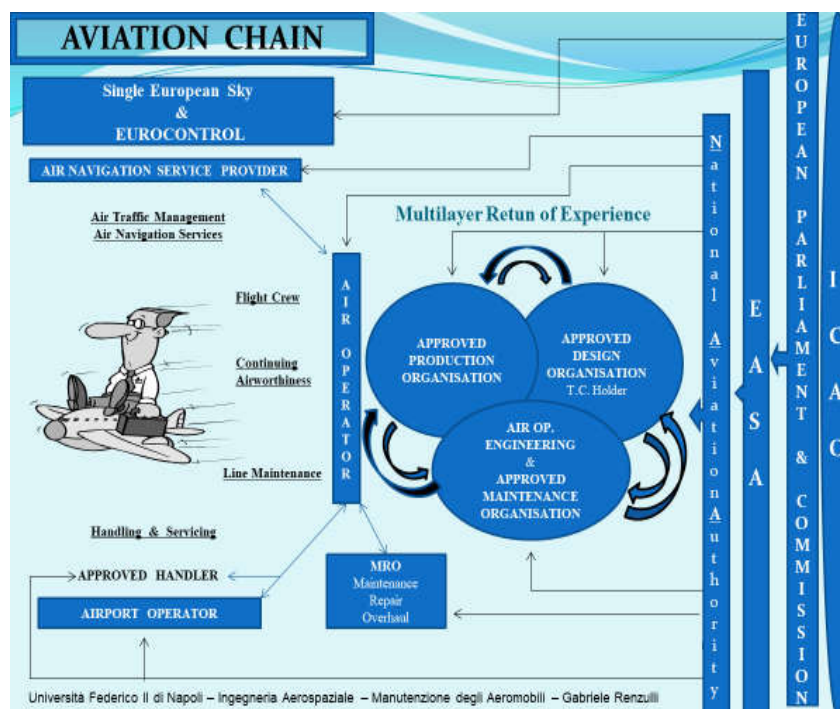 AVIATION CHAIN
Single European Sky
&
EUROCONTROL
AIR NAVIGATION SERVICE PROVIDER
Air Traffic Management
Air Navigation Services
Multilayer Retun of Experience
Flight Crew
Continuing
Airworthiness
Line Maintenance
Handling & Servicing
APPROVED HANDLER
AIRPORT OPERATOR
AIR OPERATOR
APPROVED
PRODUCTION
ORGANISATION
APPROVED
DESIGN
ORGANISATION
T.C. Holder
AIR OP.
ENGINEERING
&
APPROVED
MAINTENANCE
ORGANISATION
MRO
Maintenance
Repair
Overhaul
National Aviation Authority
EASA
EUROPEAN PARLIAMENT & COMMISSION
ICAO
Università Federico II di Napoli – Ingegneria Aerospaziale – Manutenzione degli Aeromobili – Gabriele Renzulli